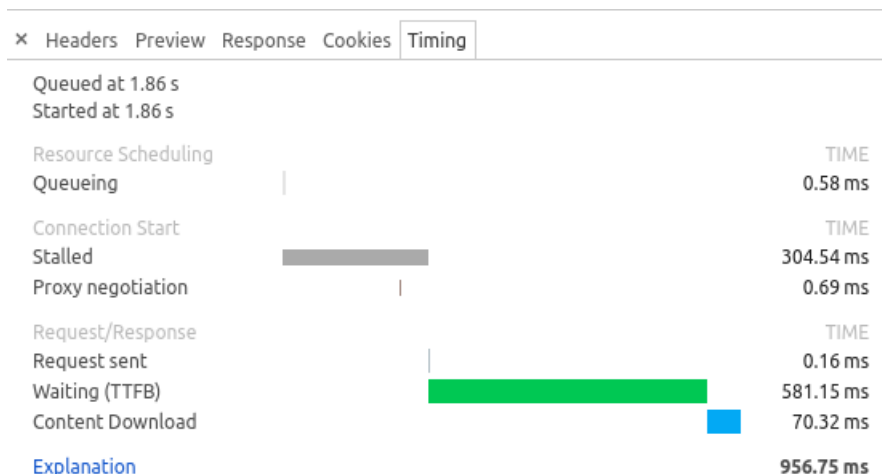 × Headers Preview Response Cookies Timing
Queued at 1.86 s
Started at 1.86 s
Resource Scheduling TIME
Queueing 0.58 ms
Connection Start TIME
Stalled 304.54 ms
Proxy negotiation 0.69 ms
Request/Response TIME
Request sent 0.16 ms
Waiting (TTFB) 581.15 ms
Content Download 70.32 ms
Explanation 956.75 ms